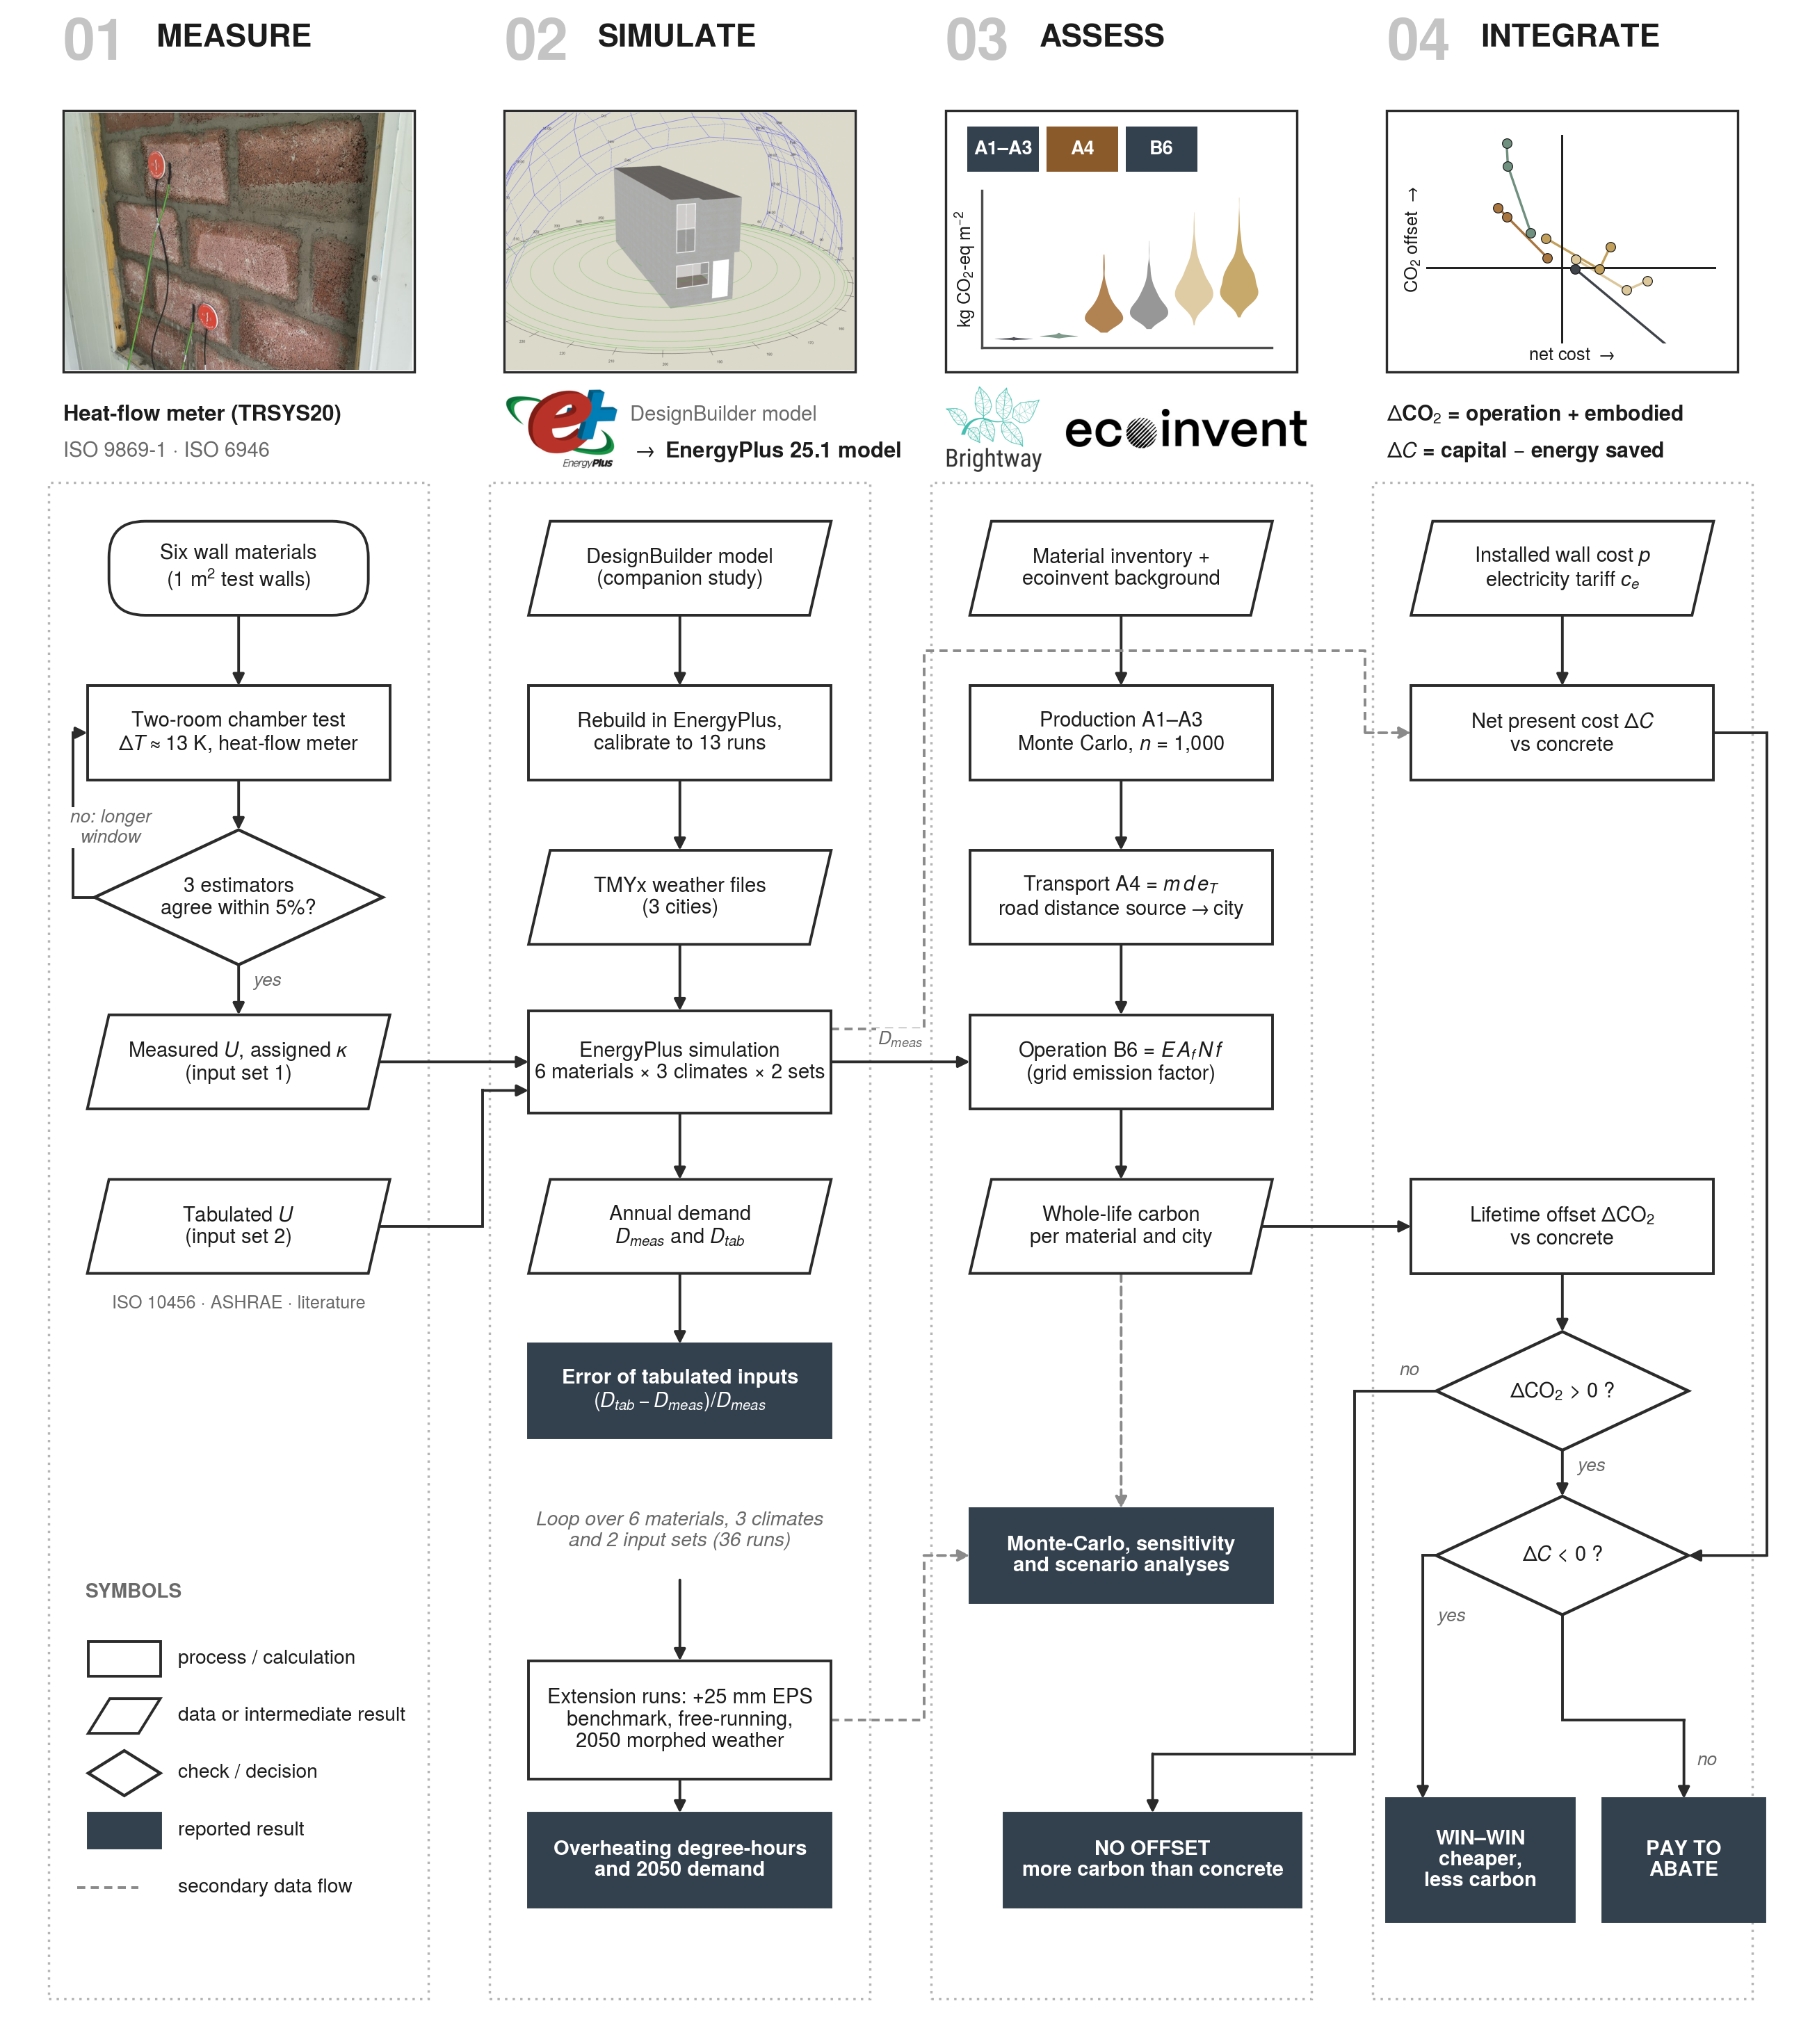 01 MEASURE
02 SIMULATE
03 ASSESS
04 INTEGRATE
A1–A3
A4
B6
kg CO₂-eq m⁻²
CO₂ offset →
net cost →
Heat-flow meter (TRSYS20)
ISO 9869-1 · ISO 6946
EnergyPlus
DesignBuilder model
→ EnergyPlus 25.1 model
Brightway
ecoinvent
ΔCO₂ = operation + embodied
ΔC = capital − energy saved
Six wall materials
(1 m² test walls)
Two-room chamber test
ΔT ≈ 13 K, heat-flow meter
no: longer
window
3 estimators
agree within 5%?
yes
Measured U, assigned κ
(input set 1)
Tabulated U
(input set 2)
ISO 10456 · ASHRAE · literature
SYMBOLS
process / calculation
data or intermediate result
check / decision
reported result
secondary data flow
DesignBuilder model
(companion study)
Rebuild in EnergyPlus,
calibrate to 13 runs
TMYx weather files
(3 cities)
EnergyPlus simulation
6 materials × 3 climates × 2 sets
D_meas
Annual demand
D_meas and D_tab
Error of tabulated inputs
(D_tab − D_meas)/D_meas
Loop over 6 materials, 3 climates
and 2 input sets (36 runs)
Extension runs: +25 mm EPS
benchmark, free-running,
2050 morphed weather
Overheating degree-hours
and 2050 demand
Material inventory +
ecoinvent background
Production A1–A3
Monte Carlo, n = 1,000
Transport A4 = m d e_T
road distance source → city
Operation B6 = E A_f N f
(grid emission factor)
Whole-life carbon
per material and city
Monte-Carlo, sensitivity
and scenario analyses
NO OFFSET
more carbon than concrete
Installed wall cost p
electricity tariff c_e
Net present cost ΔC
vs concrete
Lifetime offset ΔCO₂
vs concrete
no
ΔCO₂ > 0 ?
yes
ΔC < 0 ?
yes
no
WIN–WIN
cheaper,
less carbon
PAY TO
ABATE